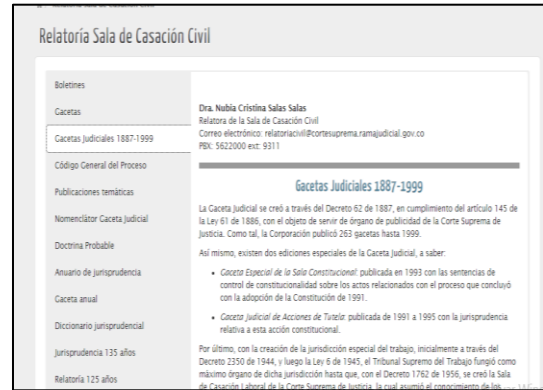 Relatoría Sala de Casación Civil
Boletines
Gacetas
Gacetas Judiciales 1887-1999
Código General del Proceso
Publicaciones temáticas
Nomenclátor Gaceta Judicial
Doctrina Probable
Anuario de jurisprudencia
Gaceta anual
Diccionario jurisprudencial
Jurisprudencia 135 años
Relatoría 125 años
Dra. Nubia Cristina Salas Salas
Relatora de la Sala de Casación Civil
Correo electrónico: relatoriacivil@cortesuprema.ramajudicial.gov.co
PBX: 5622000 ext: 9311
Gacetas Judiciales 1887-1999
La Gaceta Judicial se creó a través del Decreto 62 de 1887, en cumplimiento del artículo 145 de
la Ley 61 de 1886, con el objeto de servir de órgano de publicidad de la Corte Suprema de
Justicia. Como tal, la Corporación publicó 263 gacetas hasta 1999.
Así mismo, existen dos ediciones especiales de la Gaceta Judicial, a saber:
• Gaceta Especial de la Sala Constitucional: publicada en 1993 con las sentencias de
control de constitucionalidad sobre los actos relacionados con el proceso que concluyó
con la adopción de la Constitución de 1991.
• Gaceta Judicial de Acciones de Tutela: publicada de 1991 a 1995 con la jurisprudencia
relativa a esta acción constitucional.
Por último, con la creación de la jurisdicción especial del trabajo, inicialmente a través del
Decreto 2350 de 1944, y luego la Ley 6 de 1945, el Tribunal Supremo del Trabajo fungió como
máximo órgano de dicha jurisdicción hasta que, con el Decreto 1762 de 1956, se creó la Sala
de Casación Laboral de la Corte Suprema de Justicia, la cual asumió el conocimiento de los